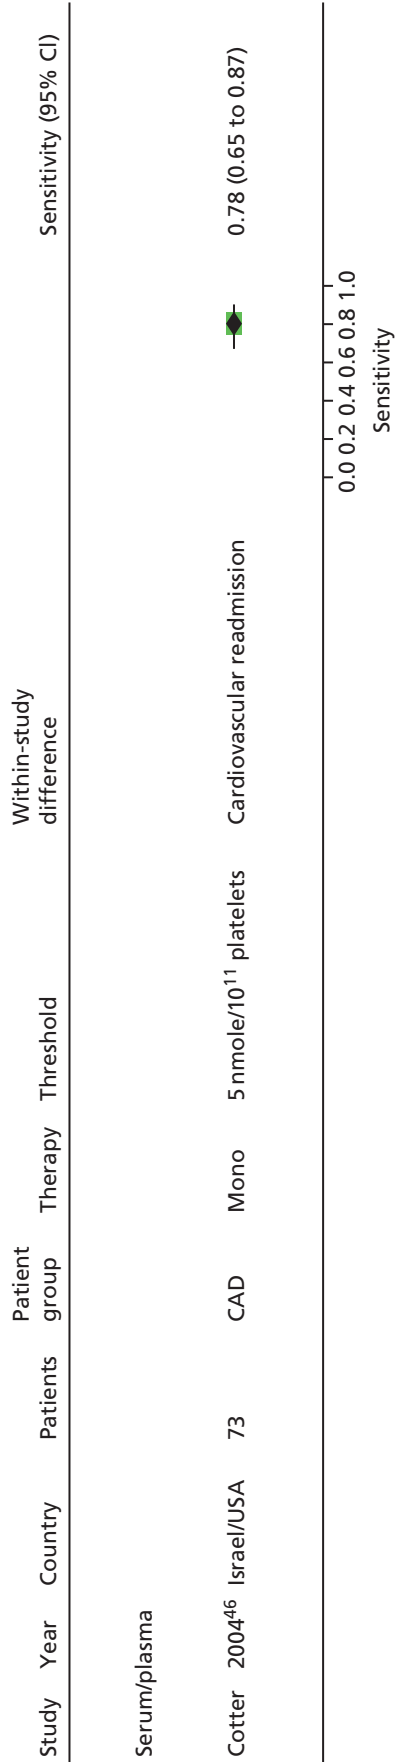 Study Year Country Patients Patient group Therapy Threshold Within-study difference Sensitivity (95% CI)
Serum/plasma
Cotter 2004⁴⁶ Israel/USA 73 CAD Mono 5 nmole/10¹¹ platelets Cardiovascular readmission 0.78 (0.65 to 0.87)
0.0 0.2 0.4 0.6 0.8 1.0
Sensitivity